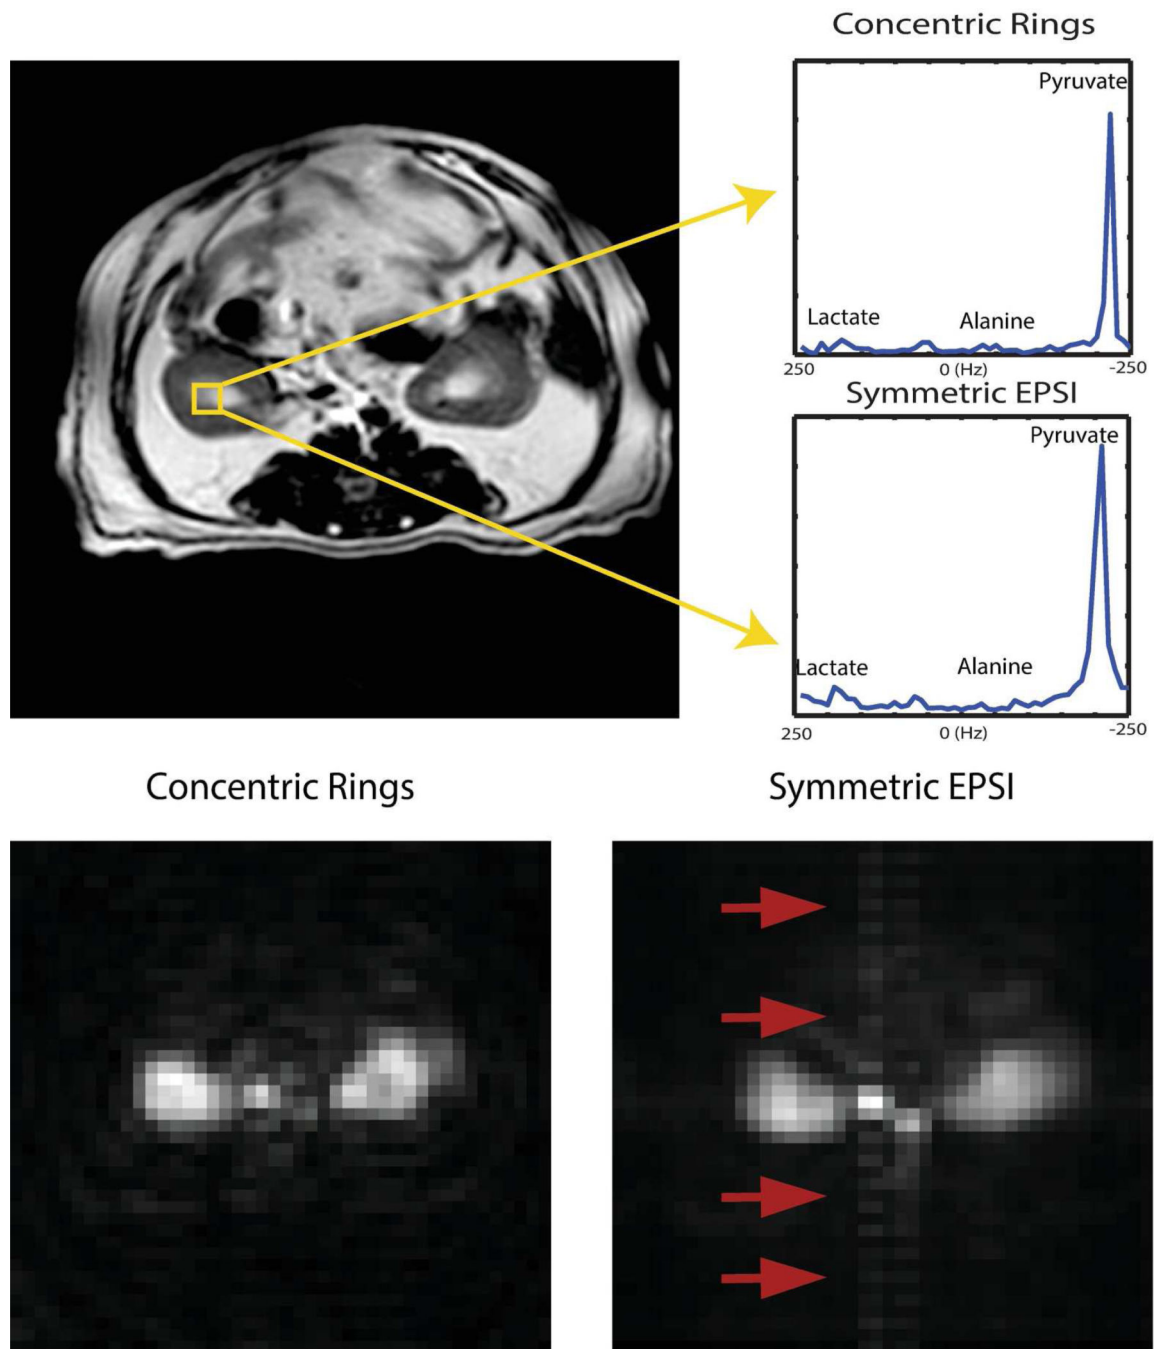 Concentric Rings
Pyruvate
Lactate
Alanine
250
0 (Hz)
-250
Symmetric EPSI
Pyruvate
Lactate
Alanine
250
0 (Hz)
-250
Concentric Rings
Symmetric EPSI